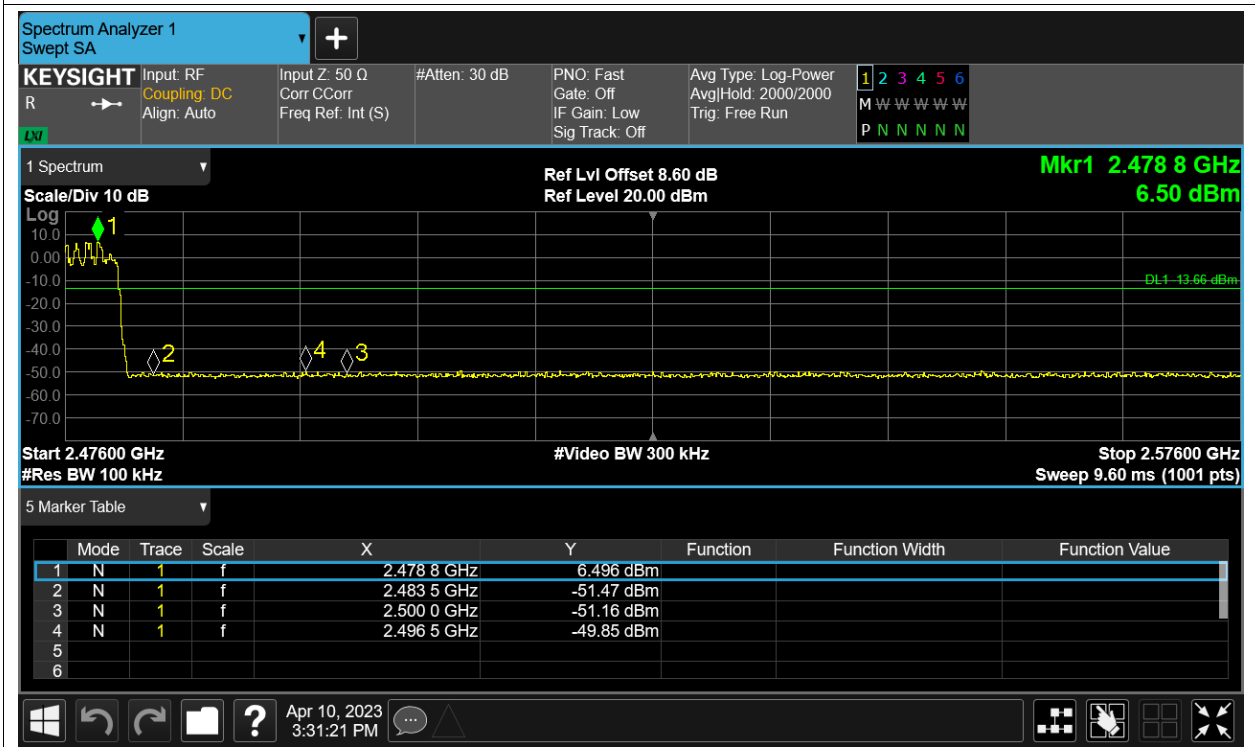 Spectrum Analyzer 1
Swept SA
KEYSIGHT
R
LXI
Input: RF
Coupling: DC
Align: Auto
Input Z: 50 Ω
Corr CCorr
Freq Ref: Int (S)
#Atten: 30 dB
PNO: Fast
Gate: Off
IF Gain: Low
Sig Track: Off
Avg Type: Log-Power
Avg|Hold: 2000/2000
Trig: Free Run
1 2 3 4 5 6
M W W W W W
P N N N N N
1 Spectrum
Scale/Div 10 dB
Ref Lvl Offset 8.60 dB
Ref Level 20.00 dBm
Mkr1 2.478 8 GHz
6.50 dBm
Log
10.0
0.00
-10.0
-20.0
-30.0
-40.0
-50.0
-60.0
-70.0
1
2
4
3
DL1 -13.66 dBm
Start 2.47600 GHz
#Res BW 100 kHz
#Video BW 300 kHz
Stop 2.57600 GHz
Sweep 9.60 ms (1001 pts)
5 Marker Table
Mode Trace Scale X Y Function Function Width Function Value
1 N 1 f 2.478 8 GHz 6.496 dBm
2 N 1 f 2.483 5 GHz -51.47 dBm
3 N 1 f 2.500 0 GHz -51.16 dBm
4 N 1 f 2.496 5 GHz -49.85 dBm
5
6
?
Apr 10, 2023
3:31:21 PM